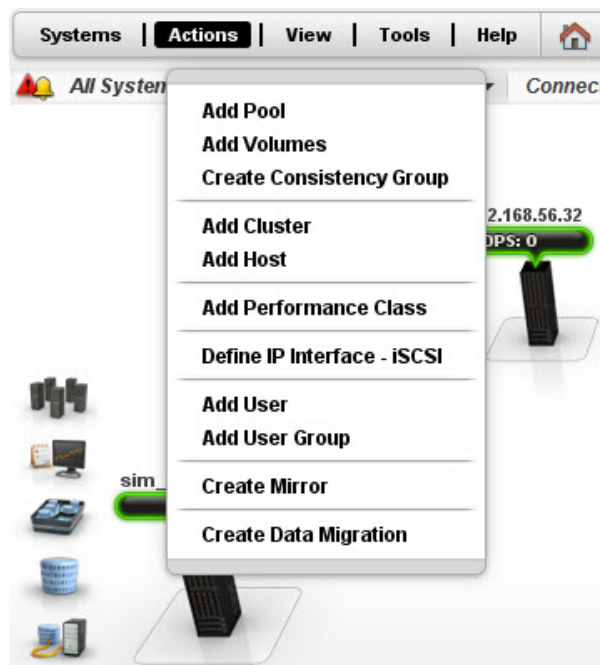 Systems | Actions | View | Tools | Help
All System
Connect
Add Pool
Add Volumes
Create Consistency Group
2.168.56.32
Add Cluster
OPS: 0
Add Host
Add Performance Class
Define IP Interface - iSCSI
Add User
Add User Group
sim_
Create Mirror
Create Data Migration